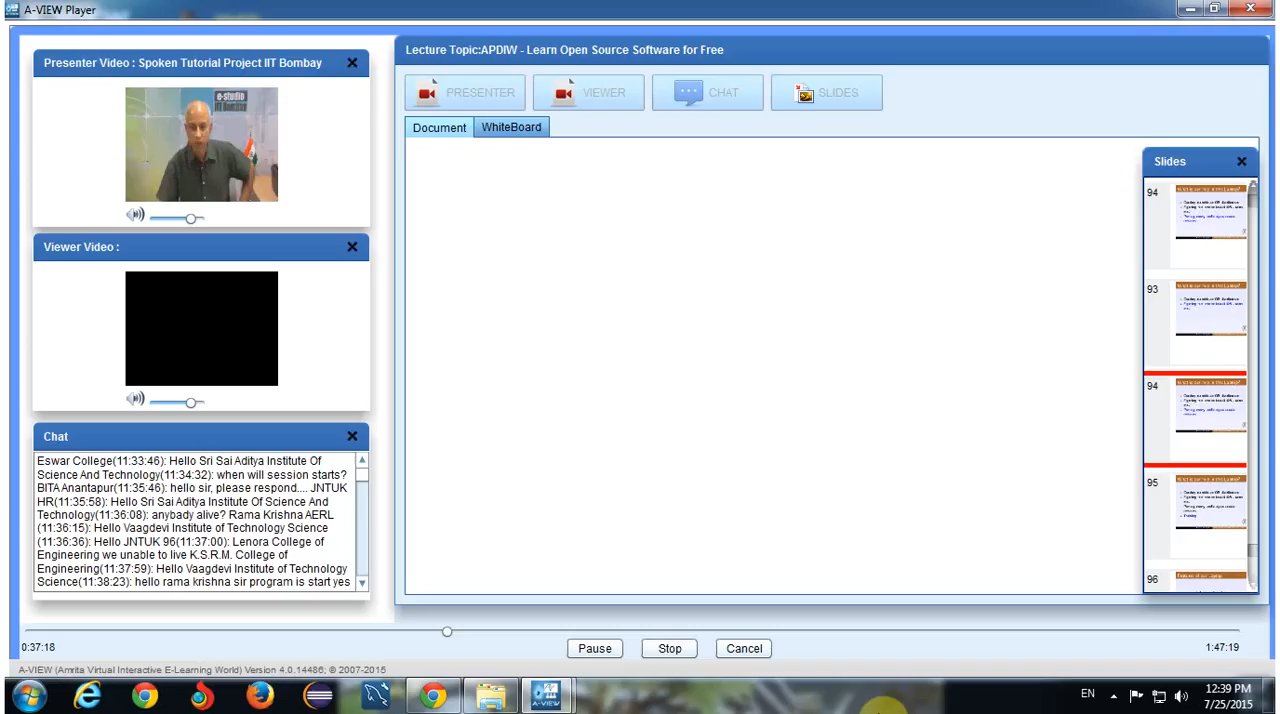 A-VIEW Player
Presenter Video : Spoken Tutorial Project IIT Bombay
e-studio
IIT Bombay
Viewer Video :
Chat
Eswar College(11:33:46): Hello Sri Sai Aditya Institute Of
Science And Technology(11:34:32): when will session starts?
BITA Anantapur(11:35:46): hello sir, please respond.... JNTUK
HR(11:35:58): Hello Sri Sai Aditya Institute Of Science And
Technology(11:36:08): anybady alive? Rama Krishna AERL
(11:36:15): Hello Vaagdevi Institute of Technology Science
(11:36:36): Hello JNTUK 96(11:37:00): Lenora College of
Engineering we unable to live K.S.R.M. College of
Engineering(11:37:59): Hello Vaagdevi Institute of Technology
Science(11:38:23): hello rama krishna sir program is start yes
Lecture Topic:APDIW - Learn Open Source Software for Free
PRESENTER VIEWER CHAT SLIDES
Document WhiteBoard
Slides
94
93
94
95
96
0:37:18 Pause Stop Cancel 1:47:19
A-VIEW (Amrita Virtual Interactive E-Learning World) Version 4.0.14486; © 2007-2015
A-VIEW
EN
12:39 PM
7/25/2015